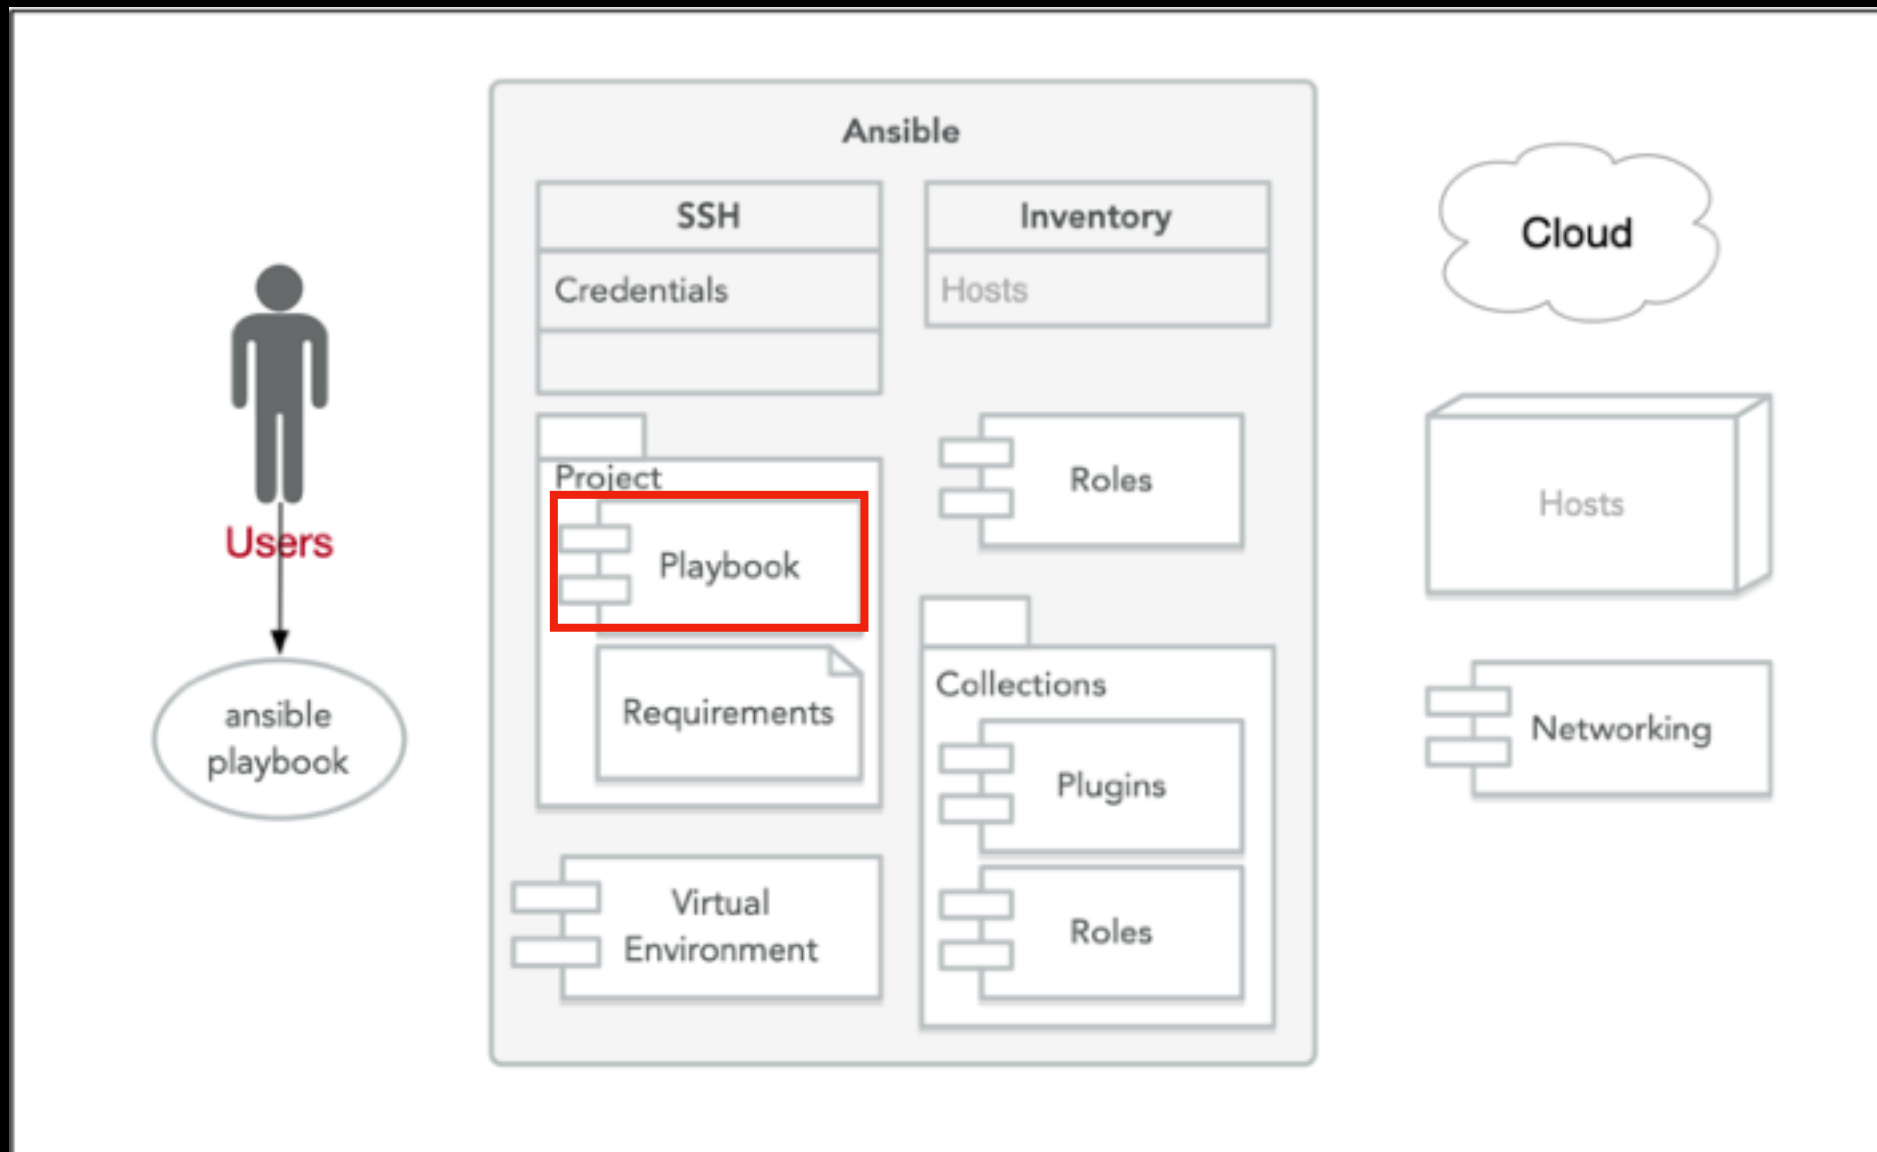 Ansible
SSH
Credentials
Inventory
Hosts
Cloud
Users
ansible
playbook
Project
Playbook
Requirements
Virtual
Environment
Roles
Collections
Plugins
Roles
Hosts
Networking